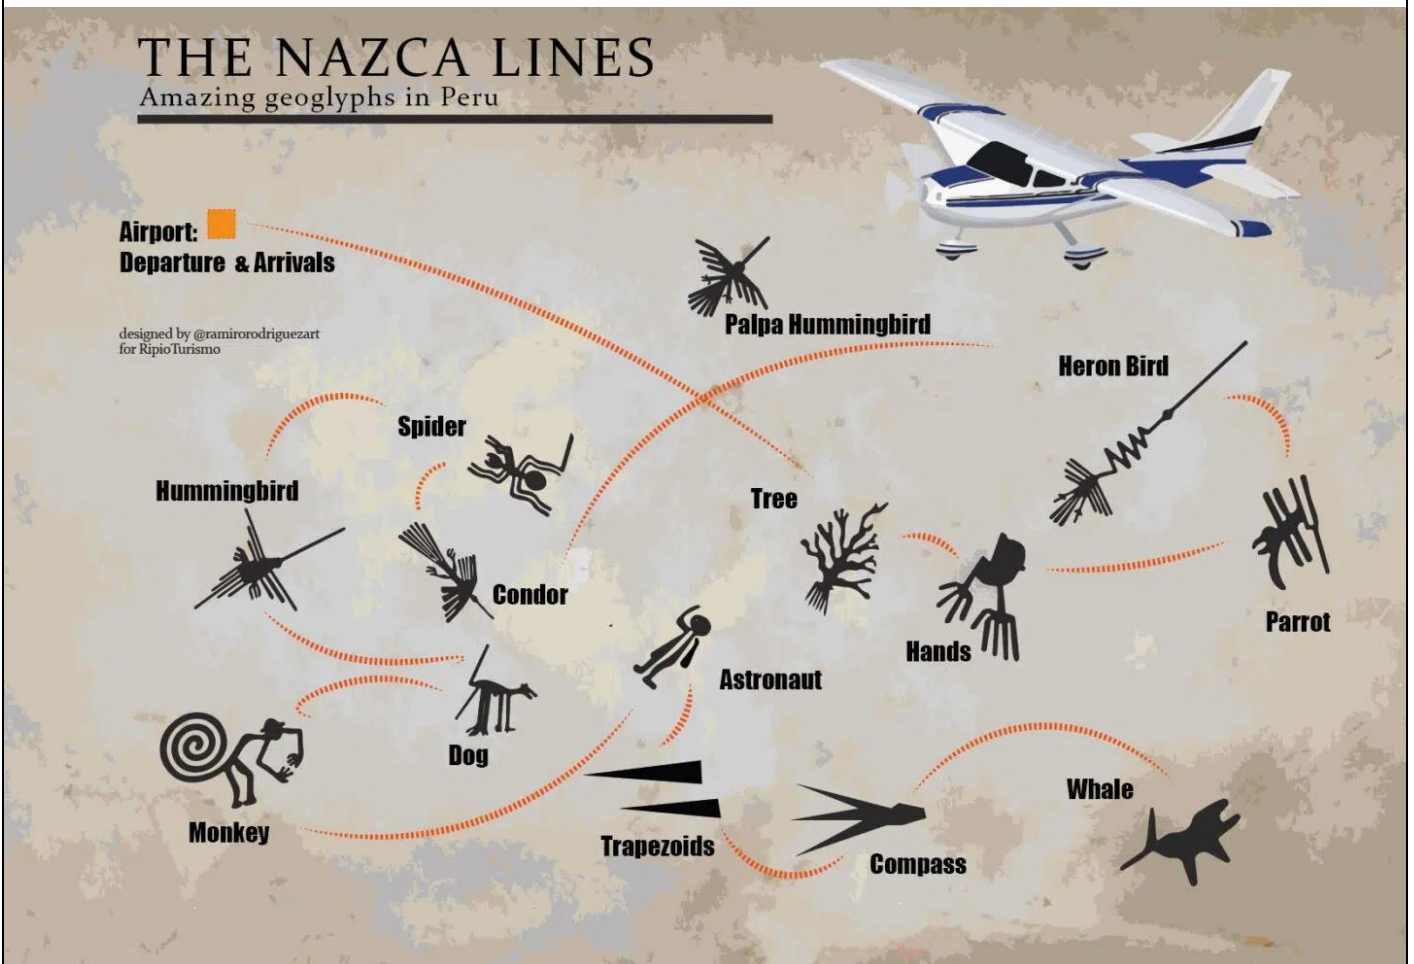 THE NAZCA LINES
Amazing geoglyphs in Peru
Airport:
Departure & Arrivals
designed by @ramirorodriguezart
for RipioTurismo
Palpa Hummingbird
Heron Bird
Spider
Hummingbird
Tree
Condor
Parrot
Hands
Astronaut
Dog
Whale
Monkey
Trapezoids
Compass